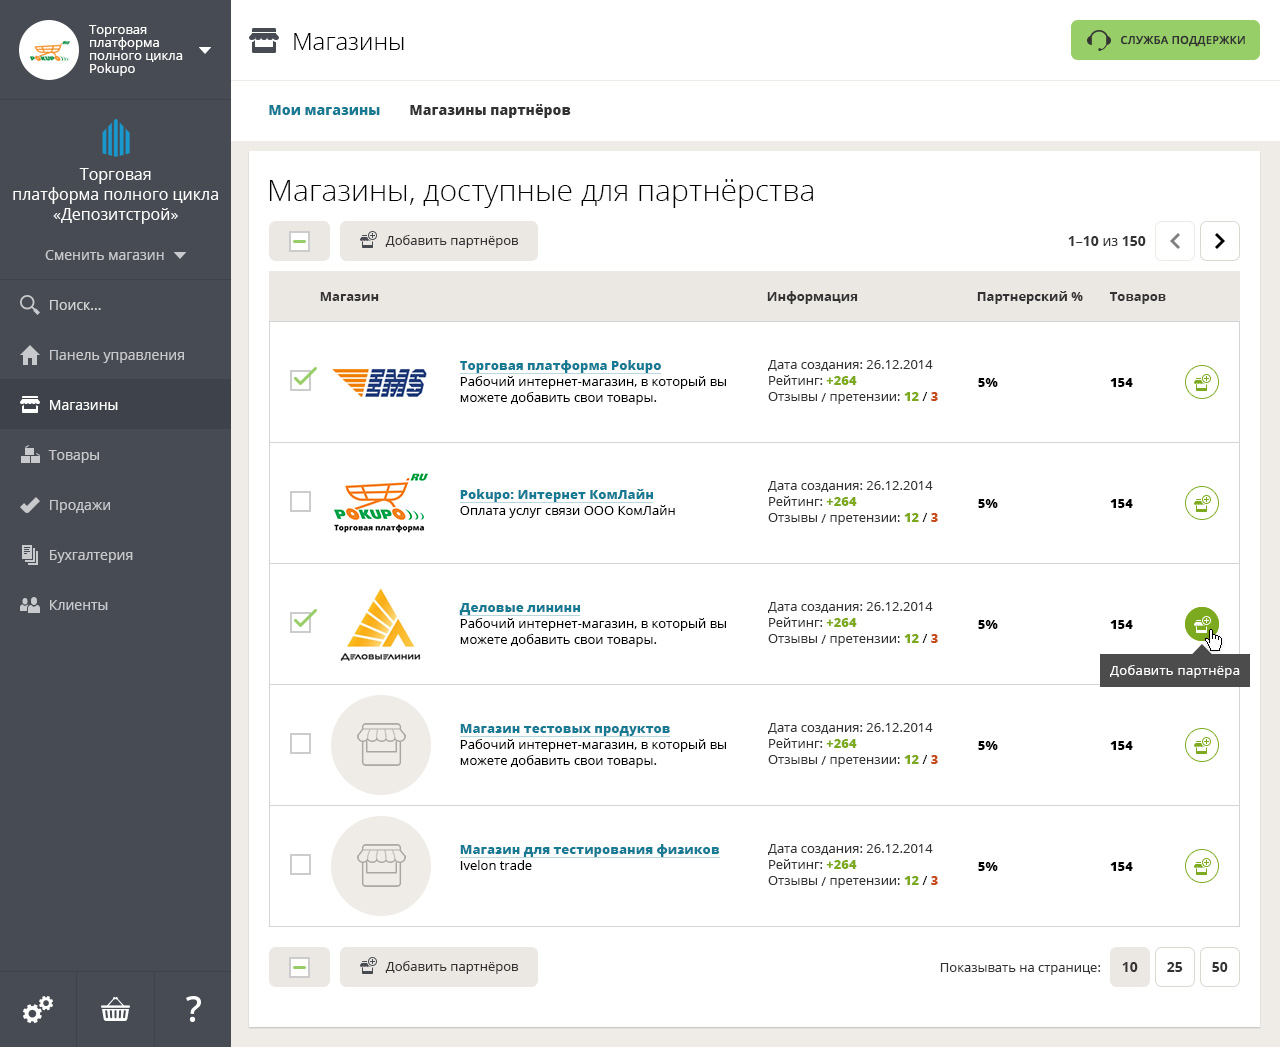 POKUPO
Торговая
платформа
полного цикла
Pokupo
Торговая
платформа полного цикла
«Депозитстрой»
Сменить магазин
Поиск...
Панель управления
Магазины
Товары
Продажи
Бухгалтерия
Клиенты
?
Магазины
СЛУЖБА ПОДДЕРЖКИ
Мои магазины Магазины партнёров
Магазины, доступные для партнёрства
Добавить партнёров 1–10 из 150
Магазин Информация Партнерский % Товаров
EMS
Торговая платформа Pokupo
Рабочий интернет-магазин, в который вы
можете добавить свои товары.
Дата создания: 26.12.2014
Рейтинг: +264
Отзывы / претензии: 12 / 3
5%
154
.RU
POKUPO
Торговая платформа
Pokupo: Интернет КомЛайн
Оплата услуг связи ООО КомЛайн
Дата создания: 26.12.2014
Рейтинг: +264
Отзывы / претензии: 12 / 3
5%
154
ДЕЛОВЫЕЛИНИИ
Деловые лининн
Рабочий интернет-магазин, в который вы
можете добавить свои товары.
Дата создания: 26.12.2014
Рейтинг: +264
Отзывы / претензии: 12 / 3
5%
154
Добавить партнёра
Магазин тестовых продуктов
Рабочий интернет-магазин, в который вы
можете добавить свои товары.
Дата создания: 26.12.2014
Рейтинг: +264
Отзывы / претензии: 12 / 3
5%
154
Магазин для тестирования физиков
Ivelon trade
Дата создания: 26.12.2014
Рейтинг: +264
Отзывы / претензии: 12 / 3
5%
154
Добавить партнёров Показывать на странице: 10 25 50